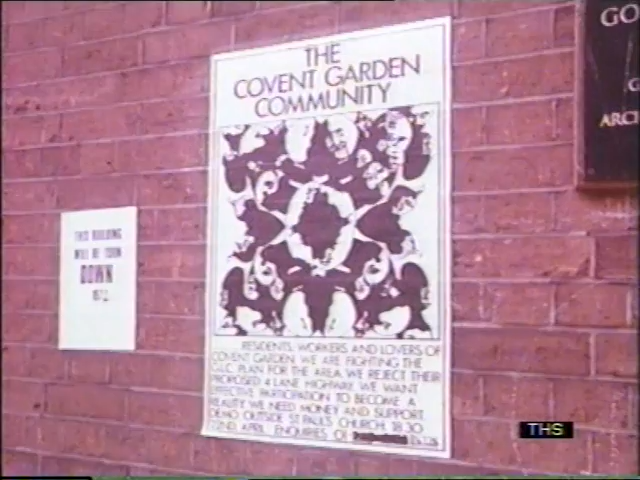 THE
COVENT GARDEN
COMMUNITY
RESIDENTS, WORKERS AND LOVERS OF
COVENT GARDEN. WE ARE FIGHTING THE
G.L.C. PLAN FOR THE AREA. WE REJECT THEIR
PROPOSED 4 LANE HIGHWAY. WE WANT
EFFECTIVE PARTICIPATION TO BECOME A
REALITY. WE NEED MONEY AND SUPPORT.
DEMO OUTSIDE ST. PAUL'S CHURCH, 18.30
22ND. APRIL. ENQUIRIES. 01
THIS BUILDING
WILL BE TORN
DOWN
GO
G
ARCH
THS